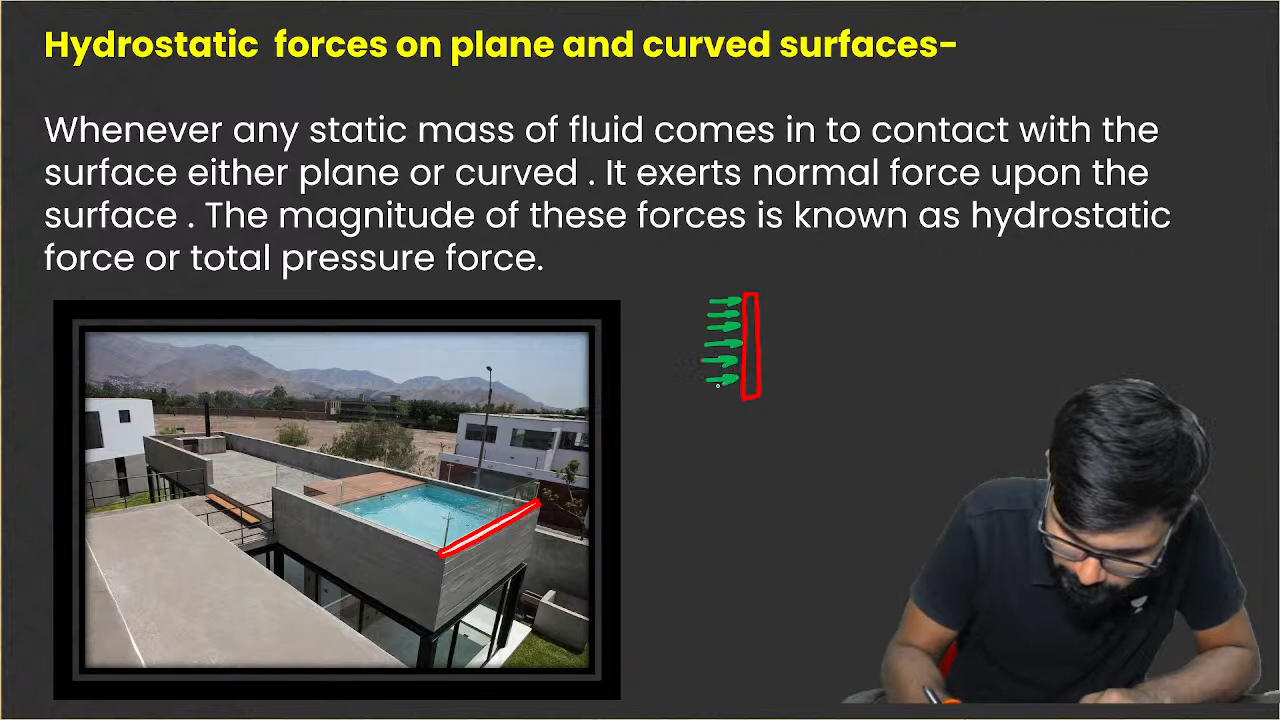 Hydrostatic forces on plane and curved surfaces-
Whenever any static mass of fluid comes in to contact with the
surface either plane or curved . It exerts normal force upon the
surface . The magnitude of these forces is known as hydrostatic
force or total pressure force.